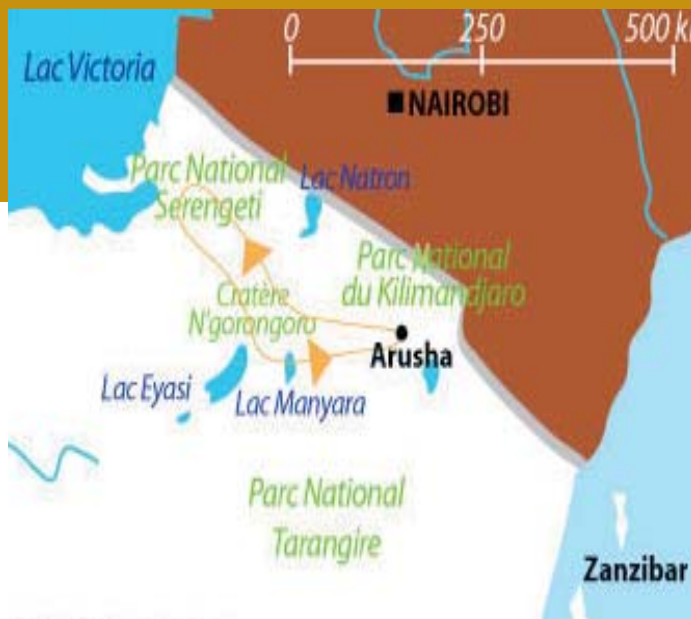 0 250 500 k
Lac Victoria
NAIROBI
Parc National
Serengeti
Lac Natron
Parc National
du Kilimandjaro
Cratère
N'gorongoro
Arusha
Lac Eyasi
Lac Manyara
Parc National
Tarangire
Zanzibar